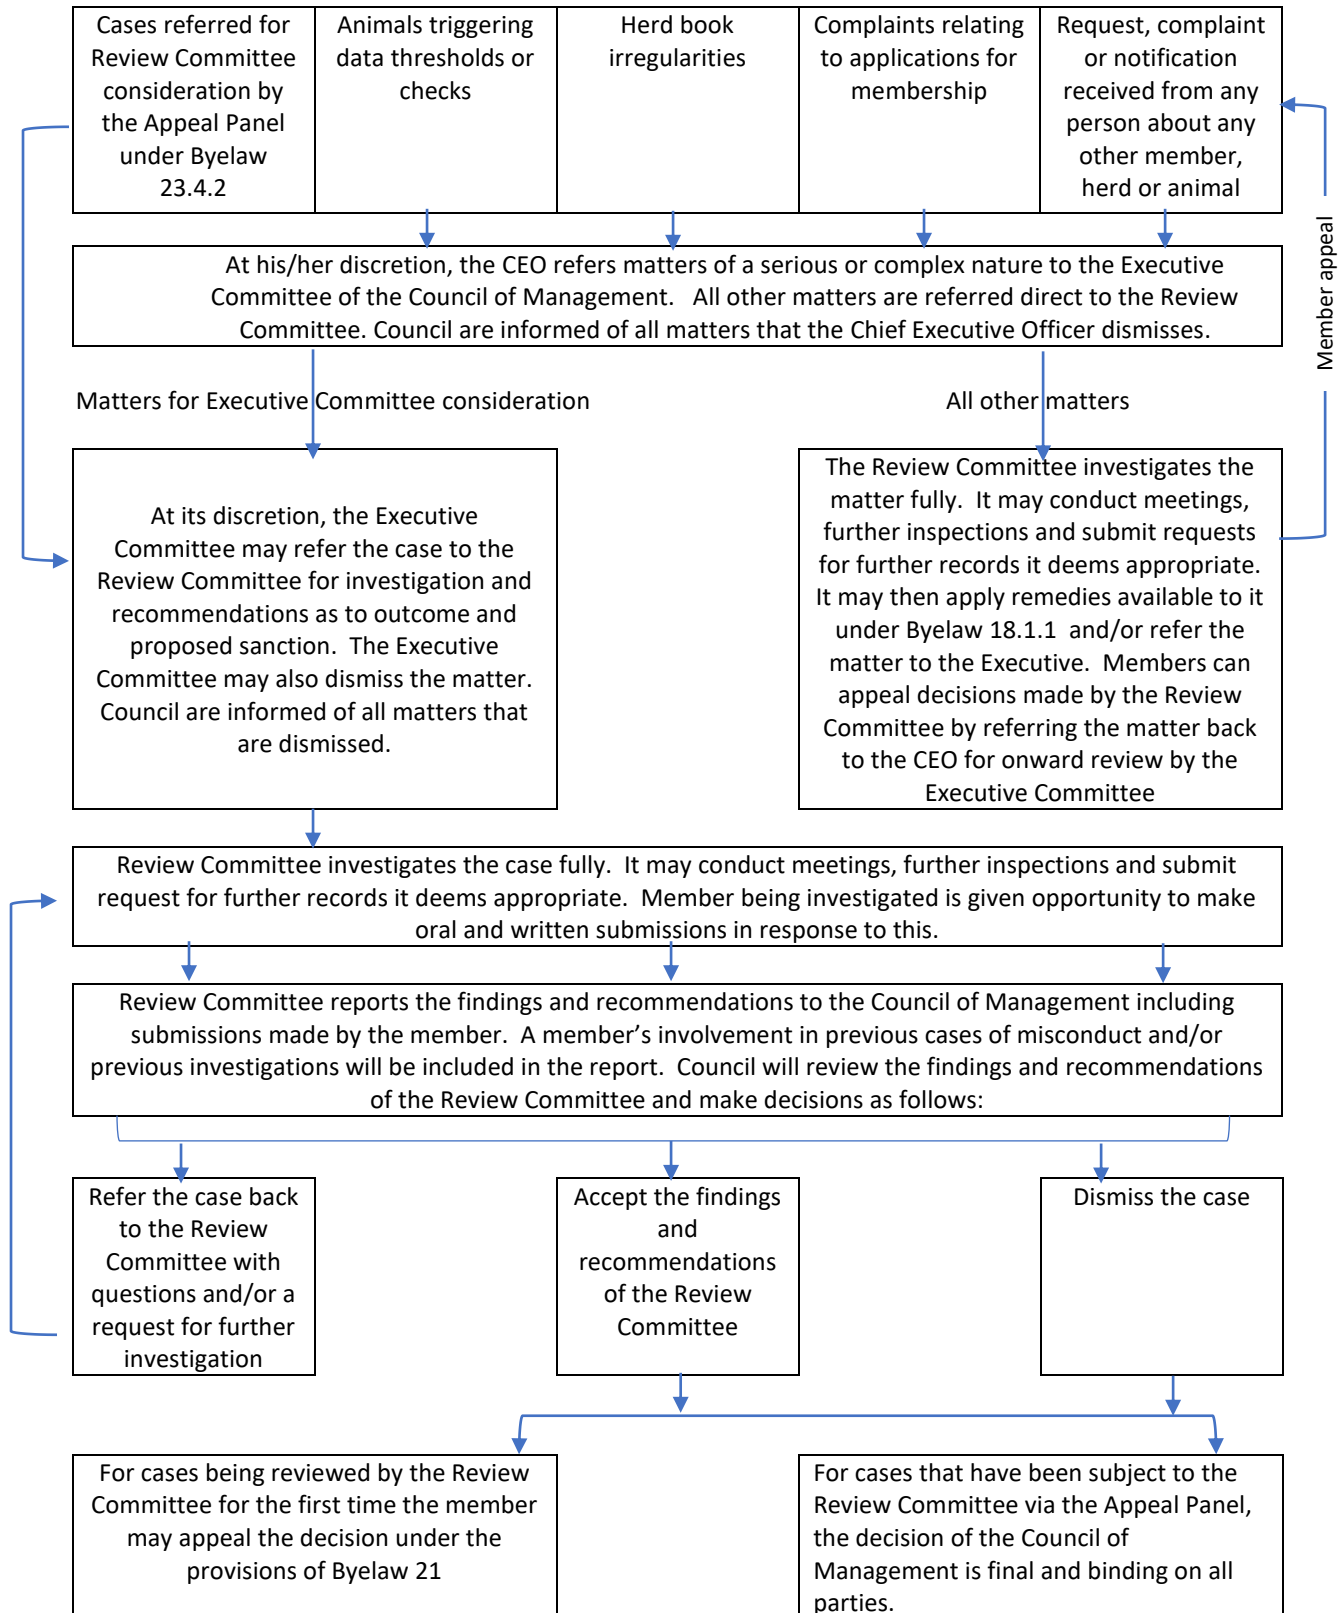 Cases referred for
Review Committee
consideration by
the Appeal Panel
under Byelaw
23.4.2
Animals triggering
data thresholds or
checks
Herd book
irregularities
Complaints relating
to applications for
membership
Request, complaint
or notification
received from any
person about any
other member,
herd or animal
Member appeal
At his/her discretion, the CEO refers matters of a serious or complex nature to the Executive
Committee of the Council of Management.   All other matters are referred direct to the Review
Committee. Council are informed of all matters that the Chief Executive Officer dismisses.
Matters for Executive Committee consideration
All other matters
At its discretion, the Executive
Committee may refer the case to the
Review Committee for investigation and
recommendations as to outcome and
proposed sanction.  The Executive
Committee may also dismiss the matter.
Council are informed of all matters that
are dismissed.
The Review Committee investigates the
matter fully.  It may conduct meetings,
further inspections and submit requests
for further records it deems appropriate.
It may then apply remedies available to it
under Byelaw 18.1.1  and/or refer the
matter to the Executive.  Members can
appeal decisions made by the Review
Committee by referring the matter back
to the CEO for onward review by the
Executive Committee
Review Committee investigates the case fully.  It may conduct meetings, further inspections and submit
request for further records it deems appropriate.  Member being investigated is given opportunity to make
oral and written submissions in response to this.
Review Committee reports the findings and recommendations to the Council of Management including
submissions made by the member.  A member’s involvement in previous cases of misconduct and/or
previous investigations will be included in the report.  Council will review the findings and recommendations
of the Review Committee and make decisions as follows:
Refer the case back
to the Review
Committee with
questions and/or a
request for further
investigation
Accept the findings
and
recommendations
of the Review
Committee
Dismiss the case
For cases being reviewed by the Review
Committee for the first time the member
may appeal the decision under the
provisions of Byelaw 21
For cases that have been subject to the
Review Committee via the Appeal Panel,
the decision of the Council of
Management is final and binding on all
parties.